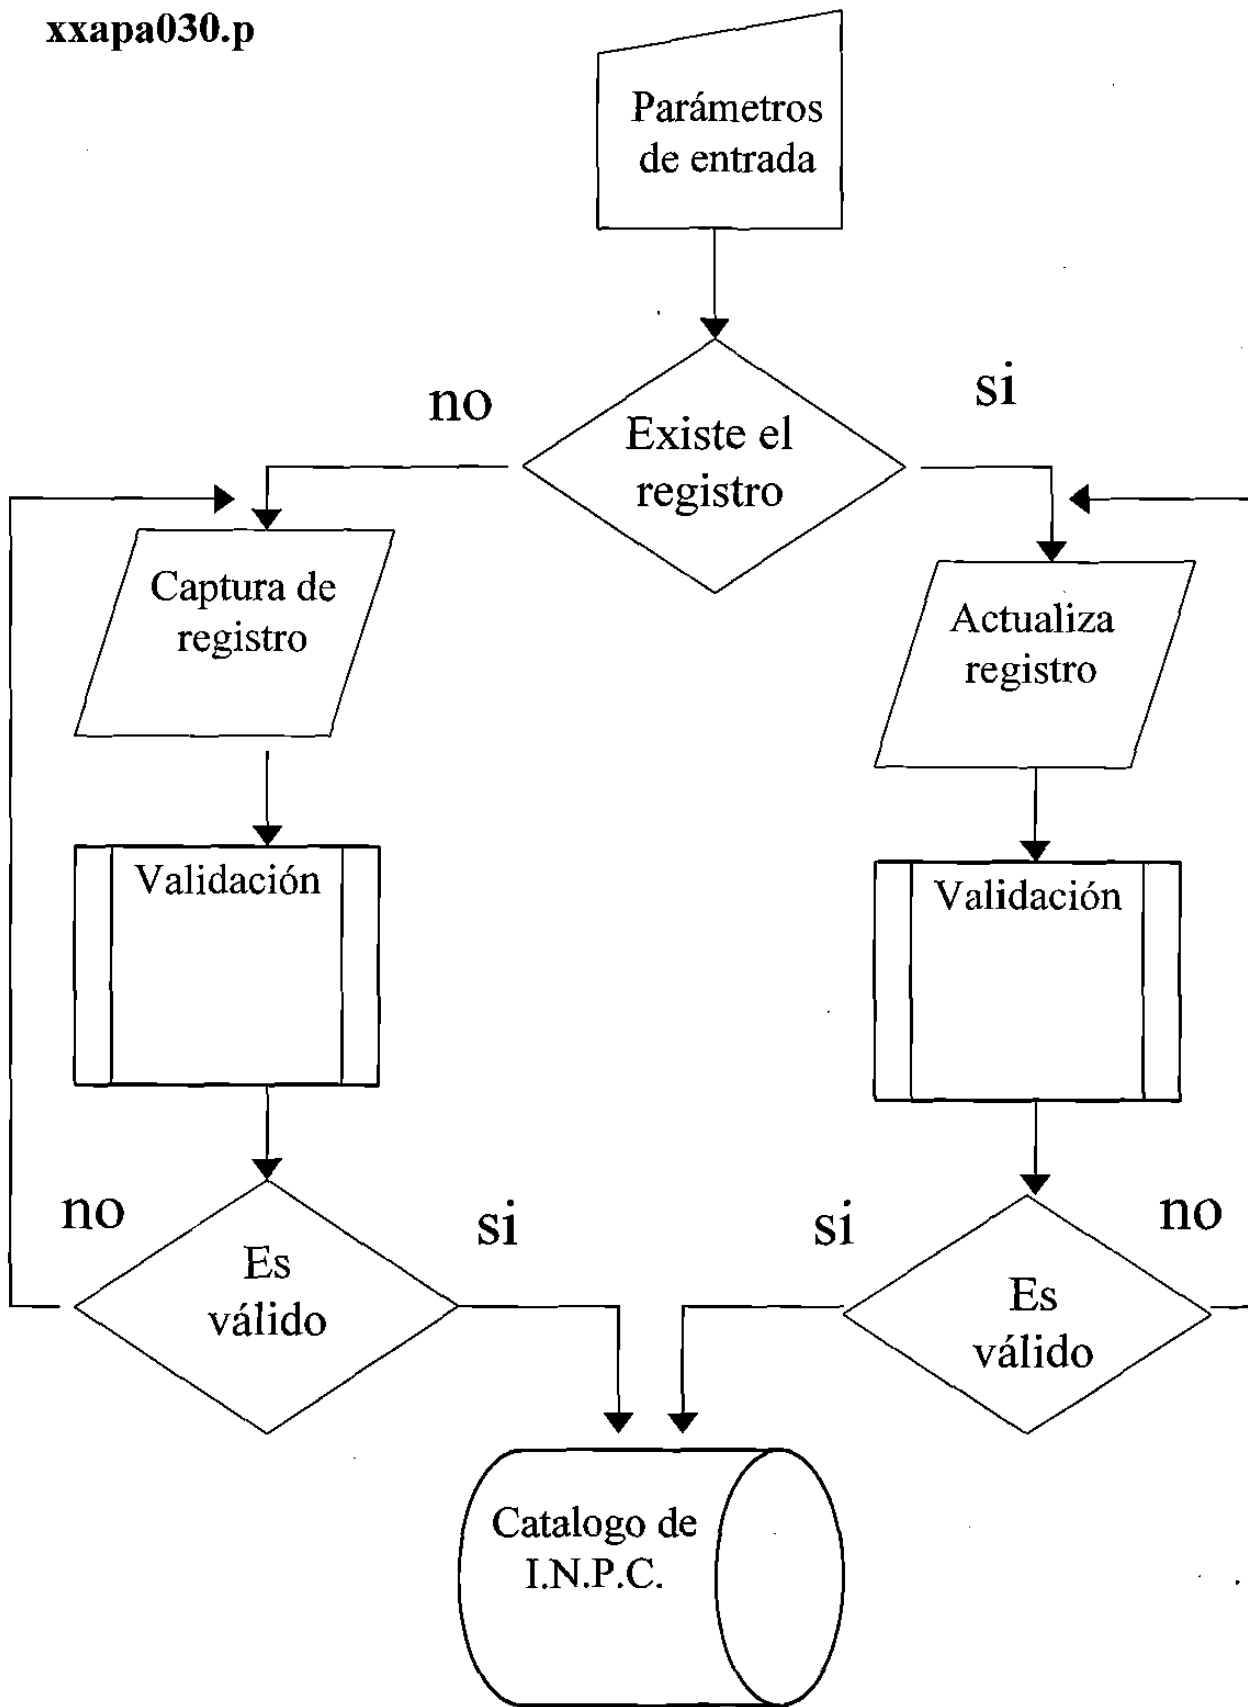 xxapa030.p
Parámetros
de entrada
no
si
Existe el
registro
Captura de
registro
Actualiza
registro
Validación
Validación
no
si
si
no
Es
válido
Es
válido
Catalogo de
I.N.P.C.